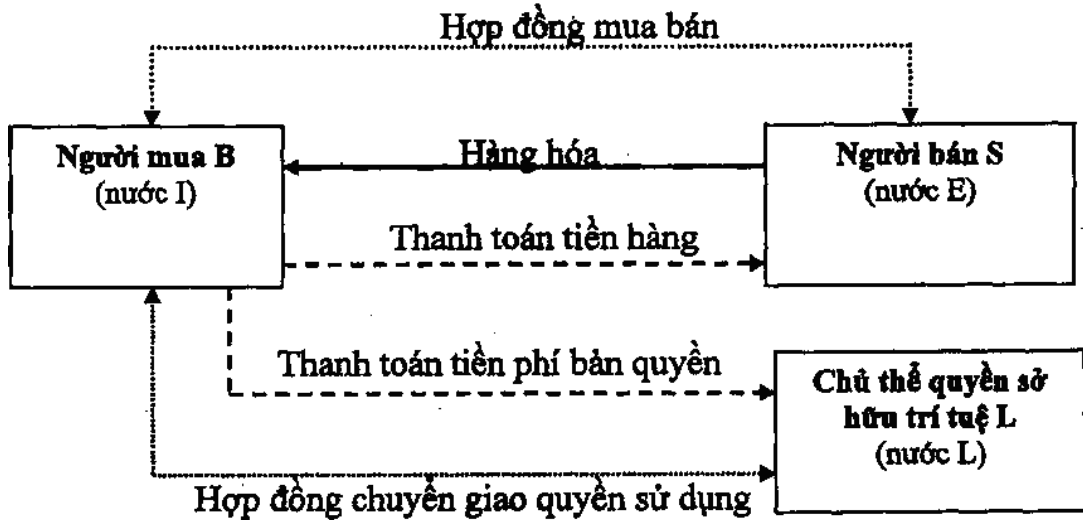 Hợp đồng mua bán
Người mua B
(nước I)
Hàng hóa
Người bán S
(nước E)
Thanh toán tiền hàng
Thanh toán tiền phí bản quyền
Chủ thể quyền sở
hữu trí tuệ L
(nước L)
Hợp đồng chuyển giao quyền sử dụng